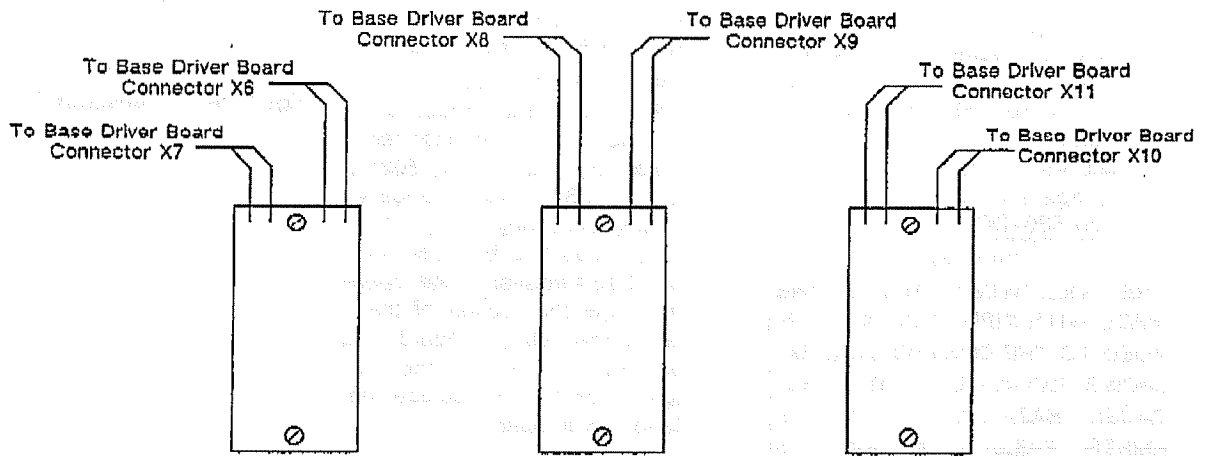 To Base Driver Board
Connector X8
To Base Driver Board
Connector X9
To Base Driver Board
Connector X6
To Base Driver Board
Connector X11
To Base Driver Board
Connector X7
To Base Driver Board
Connector X10